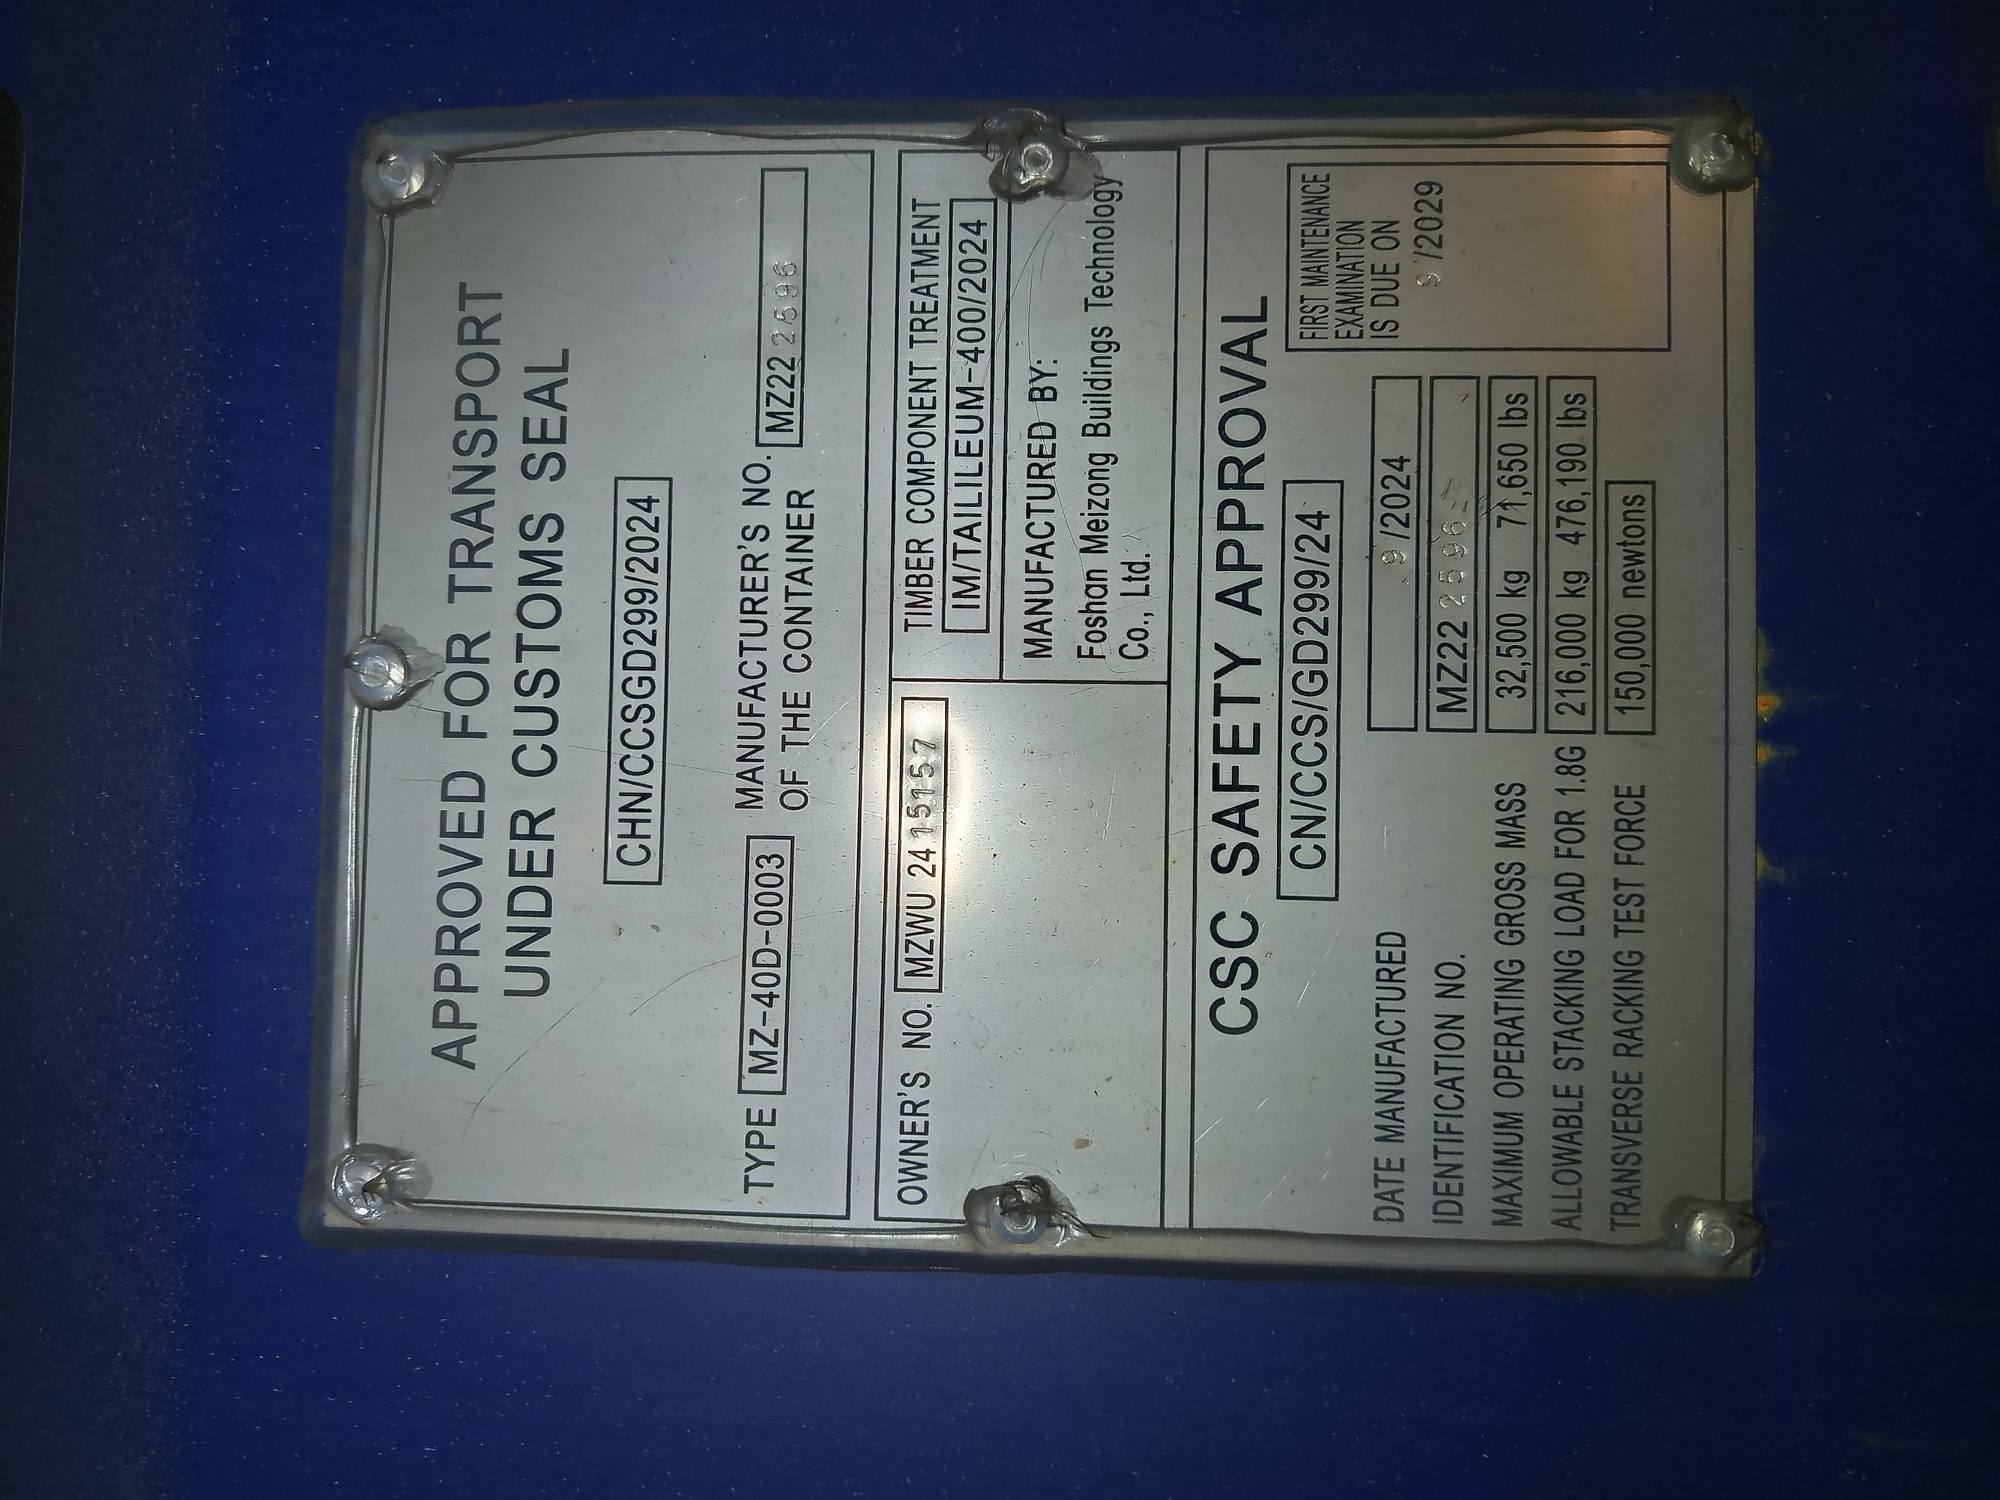 APPROVED FOR TRANSPORT
UNDER CUSTOMS SEAL
CHN/CCSGD299/2024
TYPE MZ-40D-0003 MANUFACTURER'S NO. MZ22 2596
OF THE CONTAINER
OWNER'S NO. MZWU 24 15157
TIMBER COMPONENT TREATMENT
IM/TAILILEUM-400/2024
MANUFACTURED BY:
Foshan Meizong Buildings Technology
Co., Ltd.
CSC SAFETY APPROVAL
CN/CCS/GD299/24
FIRST MAINTENANCE
EXAMINATION
IS DUE ON
9 /2029
DATE MANUFACTURED 9 /2024
IDENTIFICATION NO. MZ22 2596
MAXIMUM OPERATING GROSS MASS 32,500 kg 71,650 lbs
ALLOWABLE STACKING LOAD FOR 1.8G 216,000 kg 476,190 lbs
TRANSVERSE RACKING TEST FORCE 150,000 newtons